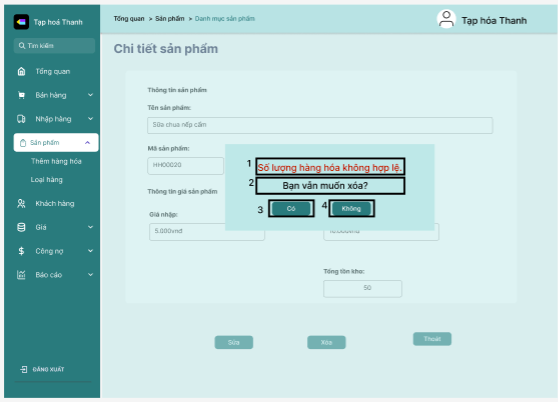 Tạp hoá Thanh
Tổng quan > Sản phẩm > Danh mục sản phẩm
Tạp hóa Thanh
Tìm kiếm
Chi tiết sản phẩm
Tổng quan
Bán hàng
Nhập hàng
Sản phẩm
Thêm hàng hóa
Loại hàng
Khách hàng
Giá
Công nợ
Báo cáo
ĐĂNG XUẤT
Thông tin sản phẩm
Tên sản phẩm:
Sữa chua nếp cẩm
Mã sản phẩm:
HH00020
1 Số lượng hàng hóa không hợp lệ.
2 Bạn vẫn muốn xóa?
3 Có 4 Không
Thông tin giá sản phẩm
Giá nhập:
5.000vnđ
10.000vnđ
Tổng tồn kho:
50
Sửa Xóa Thoát